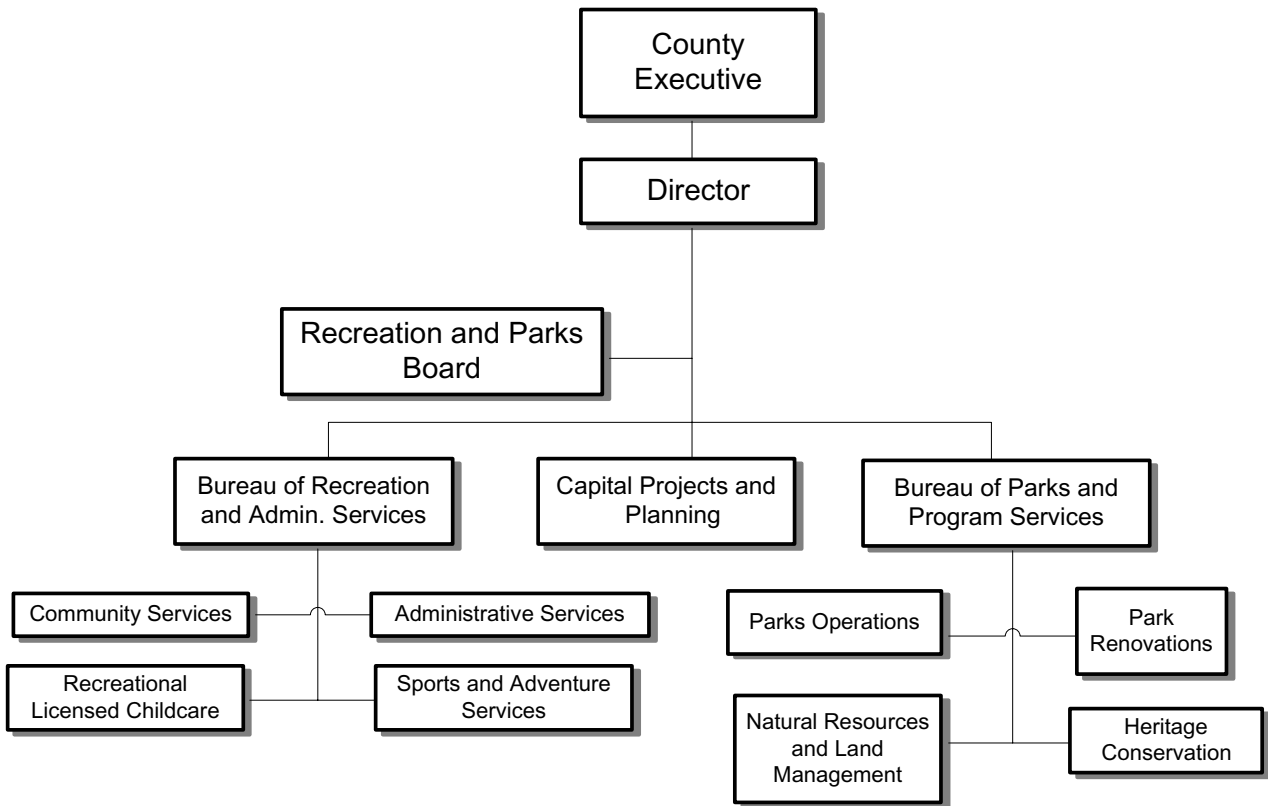 County
Executive
Director
Recreation and Parks
Board
Bureau of Recreation
and Admin. Services
Capital Projects and
Planning
Bureau of Parks and
Program Services
Community Services
Administrative Services
Recreational
Licensed Childcare
Sports and Adventure
Services
Parks Operations
Park
Renovations
Natural Resources
and Land
Management
Heritage
Conservation